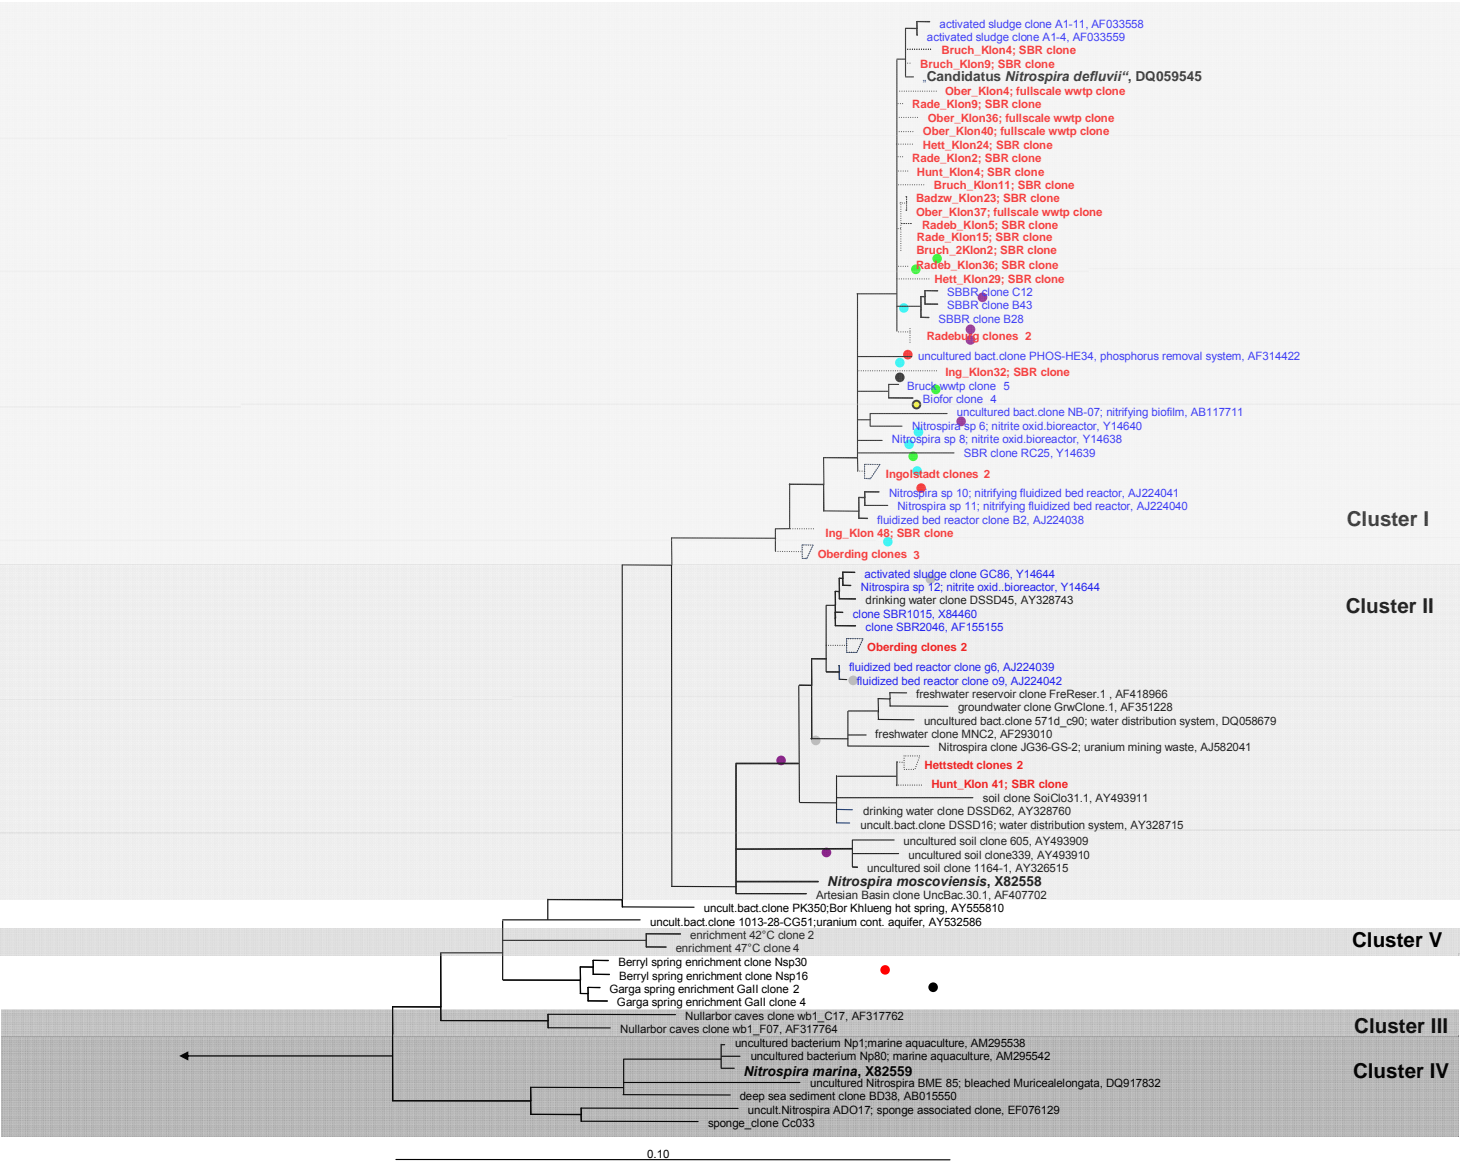 activated sludge clone A1-11, AF033558
activated sludge clone A1-4, AF033559
Bruch_Klon4; SBR clone
Bruch_Klon9; SBR clone
„Candidatus Nitrospira defluvii“, DQ059545
Ober_Klon4; fullscale wwtp clone
Rade_Klon9; SBR clone
Ober_Klon36; fullscale wwtp clone
Ober_Klon40; fullscale wwtp clone
Hett_Klon24; SBR clone
Rade_Klon2; SBR clone
Hunt_Klon4; SBR clone
Bruch_Klon11; SBR clone
Badzw_Klon23; SBR clone
Ober_Klon37; fullscale wwtp clone
Radeb_Klon5; SBR clone
Rade_Klon15; SBR clone
Bruch_2Klon2; SBR clone
Radeb_Klon36; SBR clone
Hett_Klon29; SBR clone
SBBR clone C12
SBBR clone B43
SBBR clone B28
Radeburg clones 2
uncultured bact.clone PHOS-HE34, phosphorus removal system, AF314422
Ing_Klon32; SBR clone
Bruck wwtp clone 5
Biofor clone 4
uncultured bact.clone NB-07; nitrifying biofilm, AB117711
Nitrospira sp 6; nitrite oxid.bioreactor, Y14640
Nitrospira sp 8; nitrite oxid.bioreactor, Y14638
SBR clone RC25, Y14639
Ingolstadt clones 2
Nitrospira sp 10; nitrifying fluidized bed reactor, AJ224041
Nitrospira sp 11; nitrifying fluidized bed reactor, AJ224040
fluidized bed reactor clone B2, AJ224038
Cluster I
Ing_Klon 48; SBR clone
Oberding clones 3
activated sludge clone GC86, Y14644
Nitrospira sp 12; nitrite oxid..bioreactor, Y14644
drinking water clone DSSD45, AY328743
Cluster II
clone SBR1015, X84460
clone SBR2046, AF155155
Oberding clones 2
fluidized bed reactor clone g6, AJ224039
fluidized bed reactor clone o9, AJ224042
freshwater reservoir clone FreReser.1 , AF418966
groundwater clone GrwClone.1, AF351228
uncultured bact.clone 571d_c90; water distribution system, DQ058679
freshwater clone MNC2, AF293010
Nitrospira clone JG36-GS-2; uranium mining waste, AJ582041
Hettstedt clones 2
Hunt_Klon 41; SBR clone
soil clone SoiClo31.1, AY493911
drinking water clone DSSD62, AY328760
uncult.bact.clone DSSD16; water distribution system, AY328715
uncultured soil clone 605, AY493909
uncultured soil clone339, AY493910
uncultured soil clone 1164-1, AY326515
Nitrospira moscoviensis, X82558
Artesian Basin clone UncBac.30.1, AF407702
uncult.bact.clone PK350;Bor Khlueng hot spring, AY555810
uncult.bact.clone 1013-28-CG51;uranium cont. aquifer, AY532586
enrichment 42°C clone 2
Cluster V
enrichment 47°C clone 4
Berryl spring enrichment clone Nsp30
Berryl spring enrichment clone Nsp16
Garga spring enrichment GaII clone 2
Garga spring enrichment GaII clone 4
Nullarbor caves clone wb1_C17, AF317762
Cluster III
Nullarbor caves clone wb1_F07, AF317764
uncultured bacterium Np1;marine aquaculture, AM295538
uncultured bacterium Np80; marine aquaculture, AM295542
Nitrospira marina, X82559
Cluster IV
uncultured Nitrospira BME 85; bleached Muricealelongata, DQ917832
deep sea sediment clone BD38, AB015550
uncult.Nitrospira ADO17; sponge associated clone, EF076129
sponge_clone Cc033
0.10